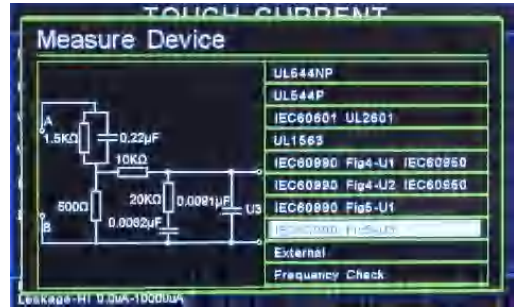 TOUCH CURRENT
Measure Device
UL544NP
UL544P
IEC60601 UL2601
UL1563
IEC60990 Fig4-U1 IEC60950
IEC60990 Fig4-U2 IEC60950
IEC60990 Fig5-U1
External
Frequency Check
A
1.5KΩ
0.22μF
10KΩ
500Ω
20KΩ
0.0091μF
U3
0.0062μF
B
Leakage-HI 0.0uA-10000uA